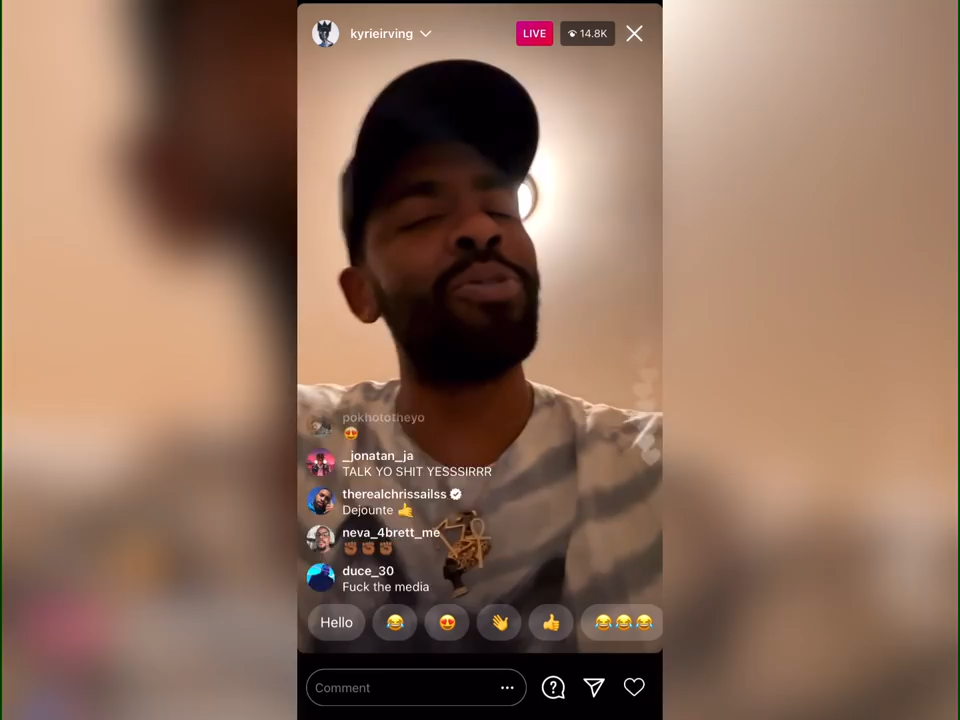 kyrieirving
LIVE
14.8K
pokhototheyo
😍
_jonatan_ja
TALK YO SHIT YESSSIRRR
therealchrissailss
Dejounte 🤙
neva_4brett_me
✊🏾✊🏾✊🏾
duce_30
Fuck the media
Hello 😂 😍 👋 👍 😂😂😂
Comment